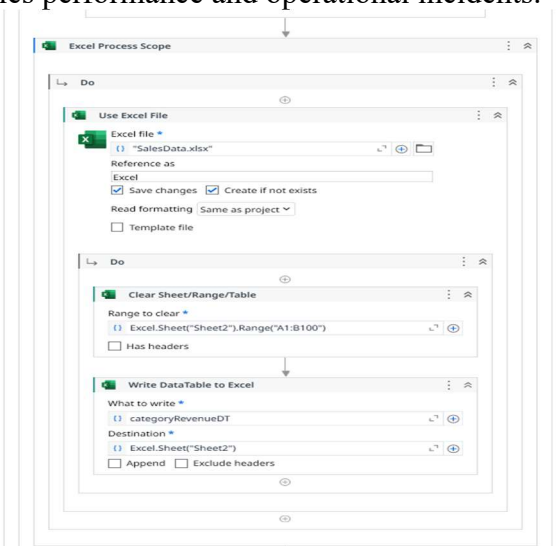 les performance and operational incidents.
Excel Process Scope
Do
Use Excel File
Excel file *
"SalesData.xlsx"
Reference as
Excel
Save changes Create if not exists
Read formatting Same as project
Template file
Do
Clear Sheet/Range/Table
Range to clear *
Excel.Sheet("Sheet2").Range("A1:B100")
Has headers
Write DataTable to Excel
What to write *
categoryRevenueDT
Destination *
Excel.Sheet("Sheet2")
Append Exclude headers